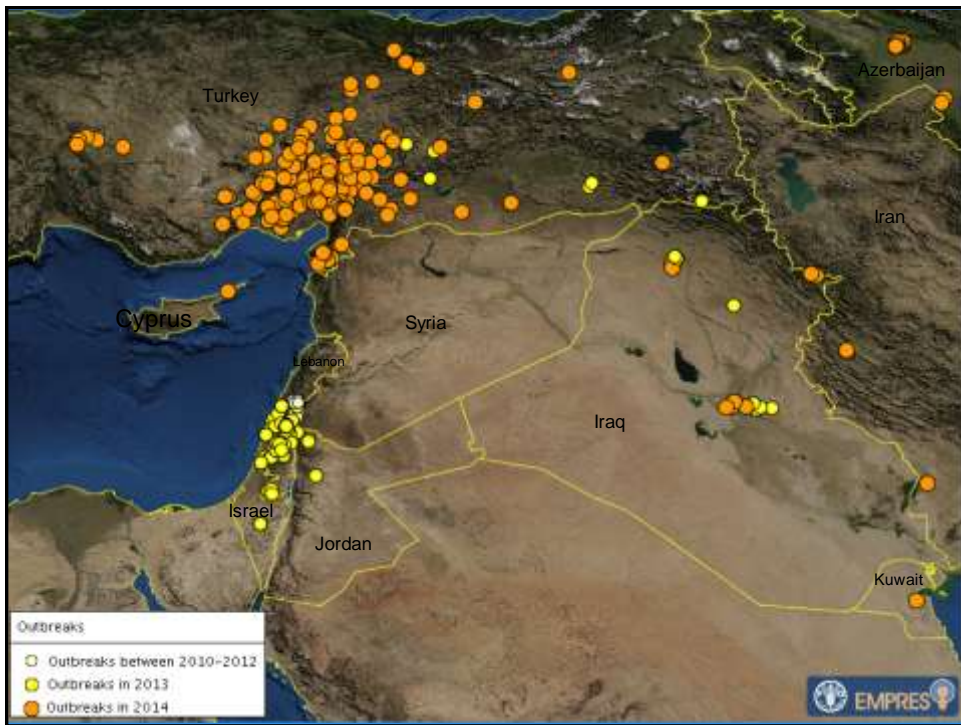 Azerbaijan
Turkey
Iran
Cyprus
Syria
Lebanon
Iraq
Israel
Jordan
Kuwait
Outbreaks
Outbreaks between 2010-2012
Outbreaks in 2013
Outbreaks in 2014
EMPRES